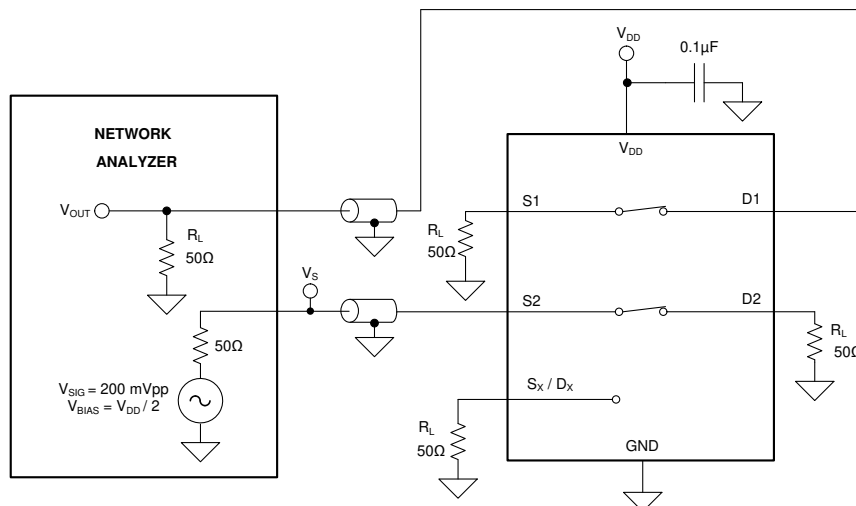 V_DD
0.1µF
NETWORK
ANALYZER
V_DD
V_OUT
S1
D1
R_L
50Ω
R_L
50Ω
V_S
S2
D2
50Ω
R_L
50Ω
V_SIG = 200 mVpp
V_BIAS = V_DD / 2
S_X / D_X
R_L
50Ω
GND